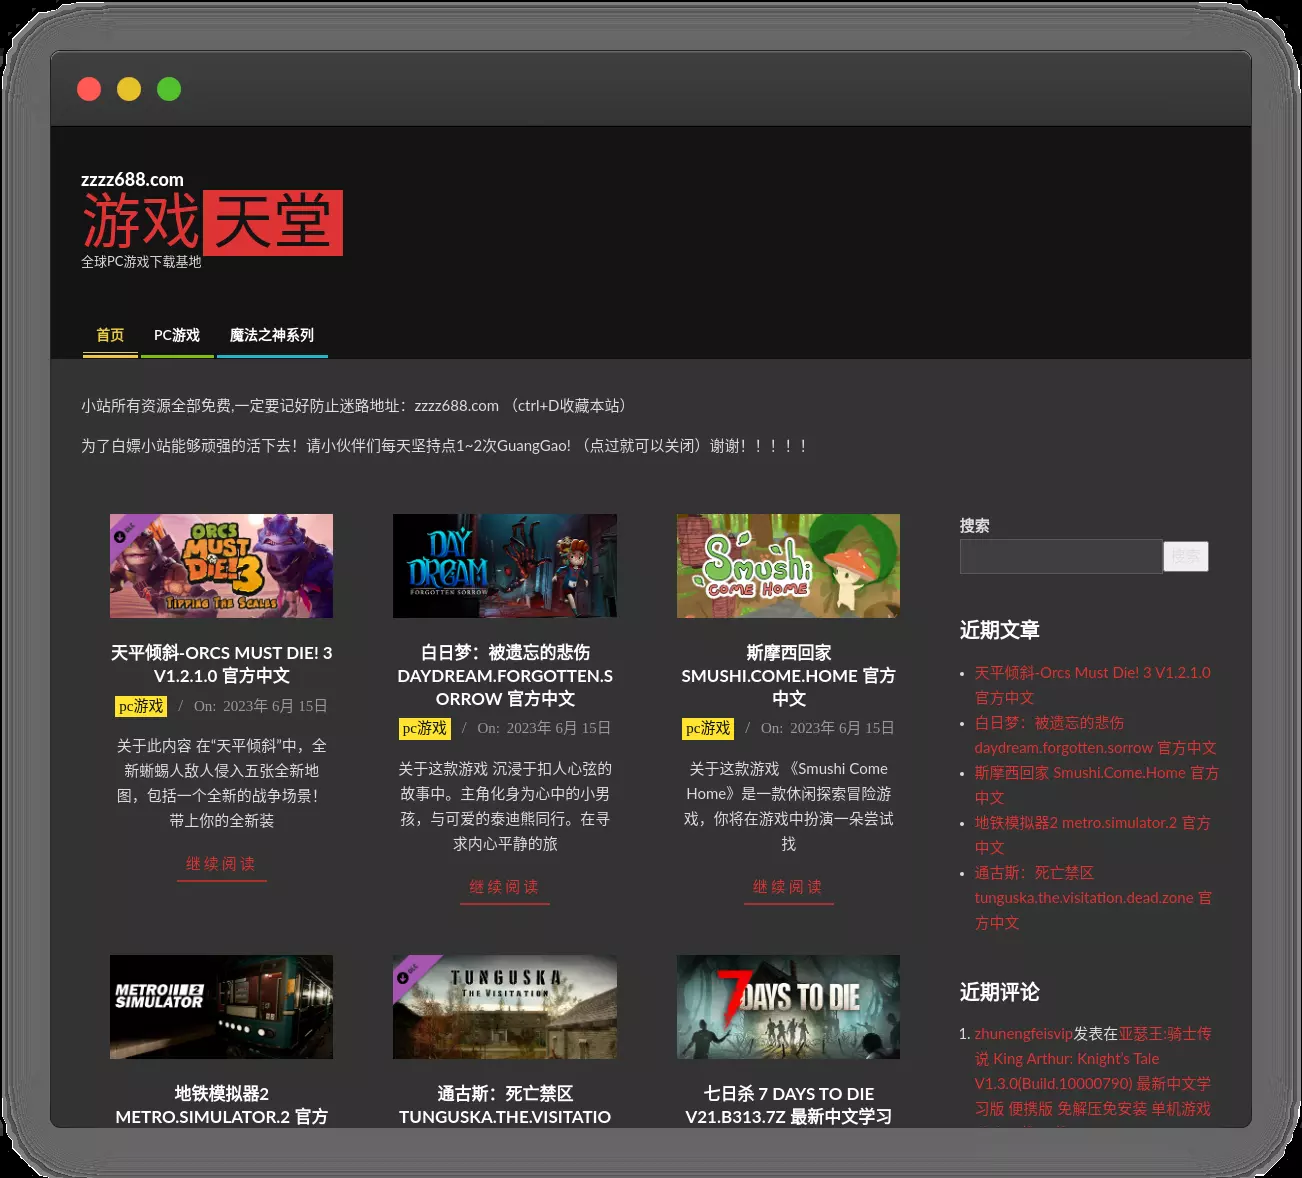 zzzz688.com
游戏 天堂
全球PC游戏下载基地
首页 PC游戏 魔法之神系列
小站所有资源全部免费,一定要记好防止迷路地址：zzzz688.com （ctrl+D收藏本站）
为了白嫖小站能够顽强的活下去！请小伙伴们每天坚持点1~2次GuangGao! （点过就可以关闭）谢谢！！！！！
ORCS
MUST
DIE! 3
TIPPING THE SCALES
天平倾斜-ORCS MUST DIE! 3
V1.2.1.0 官方中文
pc游戏 / On: 2023年 6月 15日
关于此内容 在“天平倾斜”中，全
新蜥蜴人敌人侵入五张全新地
图，包括一个全新的战争场景！
带上你的全新装
继续阅读
DAY
DREAM
FORGOTTEN SORROW
白日梦：被遗忘的悲伤
DAYDREAM.FORGOTTEN.S
ORROW 官方中文
pc游戏 / On: 2023年 6月 15日
关于这款游戏 沉浸于扣人心弦的
故事中。主角化身为心中的小男
孩，与可爱的泰迪熊同行。在寻
求内心平静的旅
继续阅读
Smushi
COME HOME
斯摩西回家
SMUSHI.COME.HOME 官方
中文
pc游戏 / On: 2023年 6月 15日
关于这款游戏 《Smushi Come
Home》是一款休闲探索冒险游
戏，你将在游戏中扮演一朵尝试
找
继续阅读
METRO 2
SIMULATOR
地铁模拟器2
METRO.SIMULATOR.2 官方
DLC
TUNGUSKA
THE VISITATION
通古斯：死亡禁区
TUNGUSKA.THE.VISITATIO
7 DAYS TO DIE
七日杀 7 DAYS TO DIE
V21.B313.7Z 最新中文学习
搜索
搜索
近期文章
天平倾斜-Orcs Must Die! 3 V1.2.1.0
官方中文
白日梦：被遗忘的悲伤
daydream.forgotten.sorrow 官方中文
斯摩西回家 Smushi.Come.Home 官方
中文
地铁模拟器2 metro.simulator.2 官方
中文
通古斯：死亡禁区
tunguska.the.visitation.dead.zone 官
方中文
近期评论
1. zhunengfeisvip发表在亚瑟王:骑士传
说 King Arthur: Knight’s Tale
V1.3.0(Build.10000790) 最新中文学
习版 便携版 免解压免安装 单机游戏